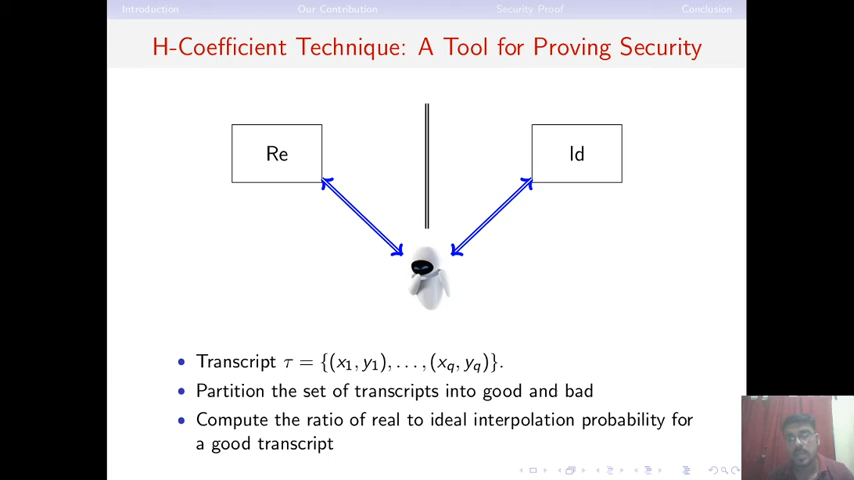 Introduction Our Contribution Security Proof Conclusion
H-Coefficient Technique: A Tool for Proving Security
Re Id
• Transcript τ = {(x₁, y₁), . . . , (x_q, y_q)}.
• Partition the set of transcripts into good and bad
• Compute the ratio of real to ideal interpolation probability for
a good transcript